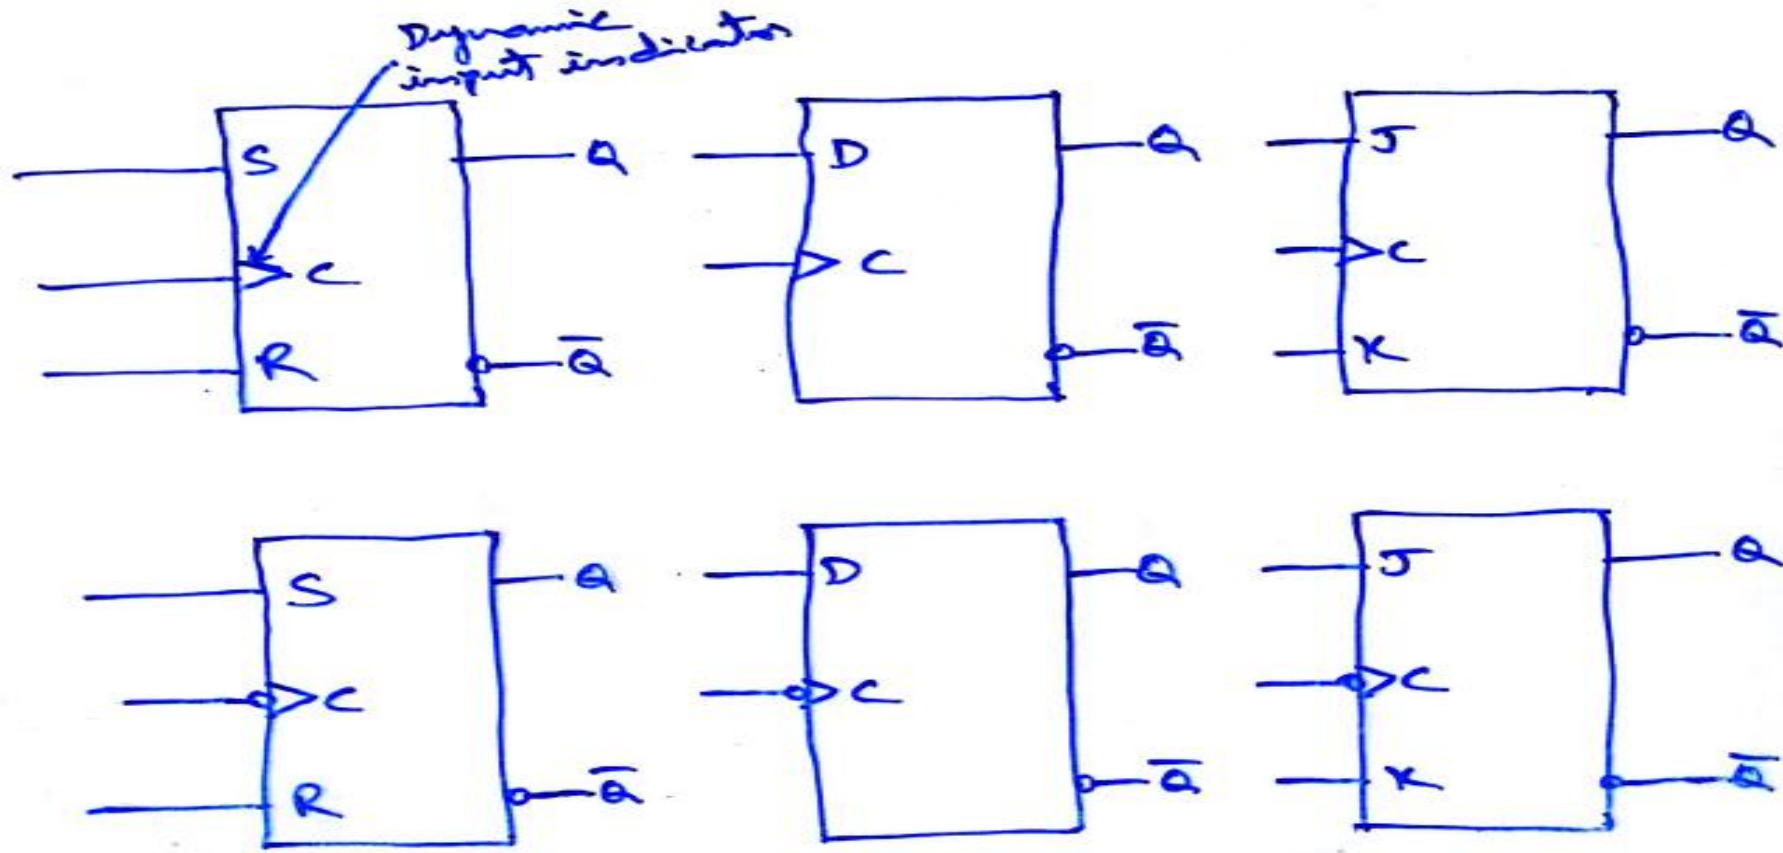 Dynamic
input indicator
S Q
C
R Q̅
D Q
C
Q̅
J Q
C
K Q̅
S Q
C
R Q̅
D Q
C
Q̅
J Q
C
K Q̅